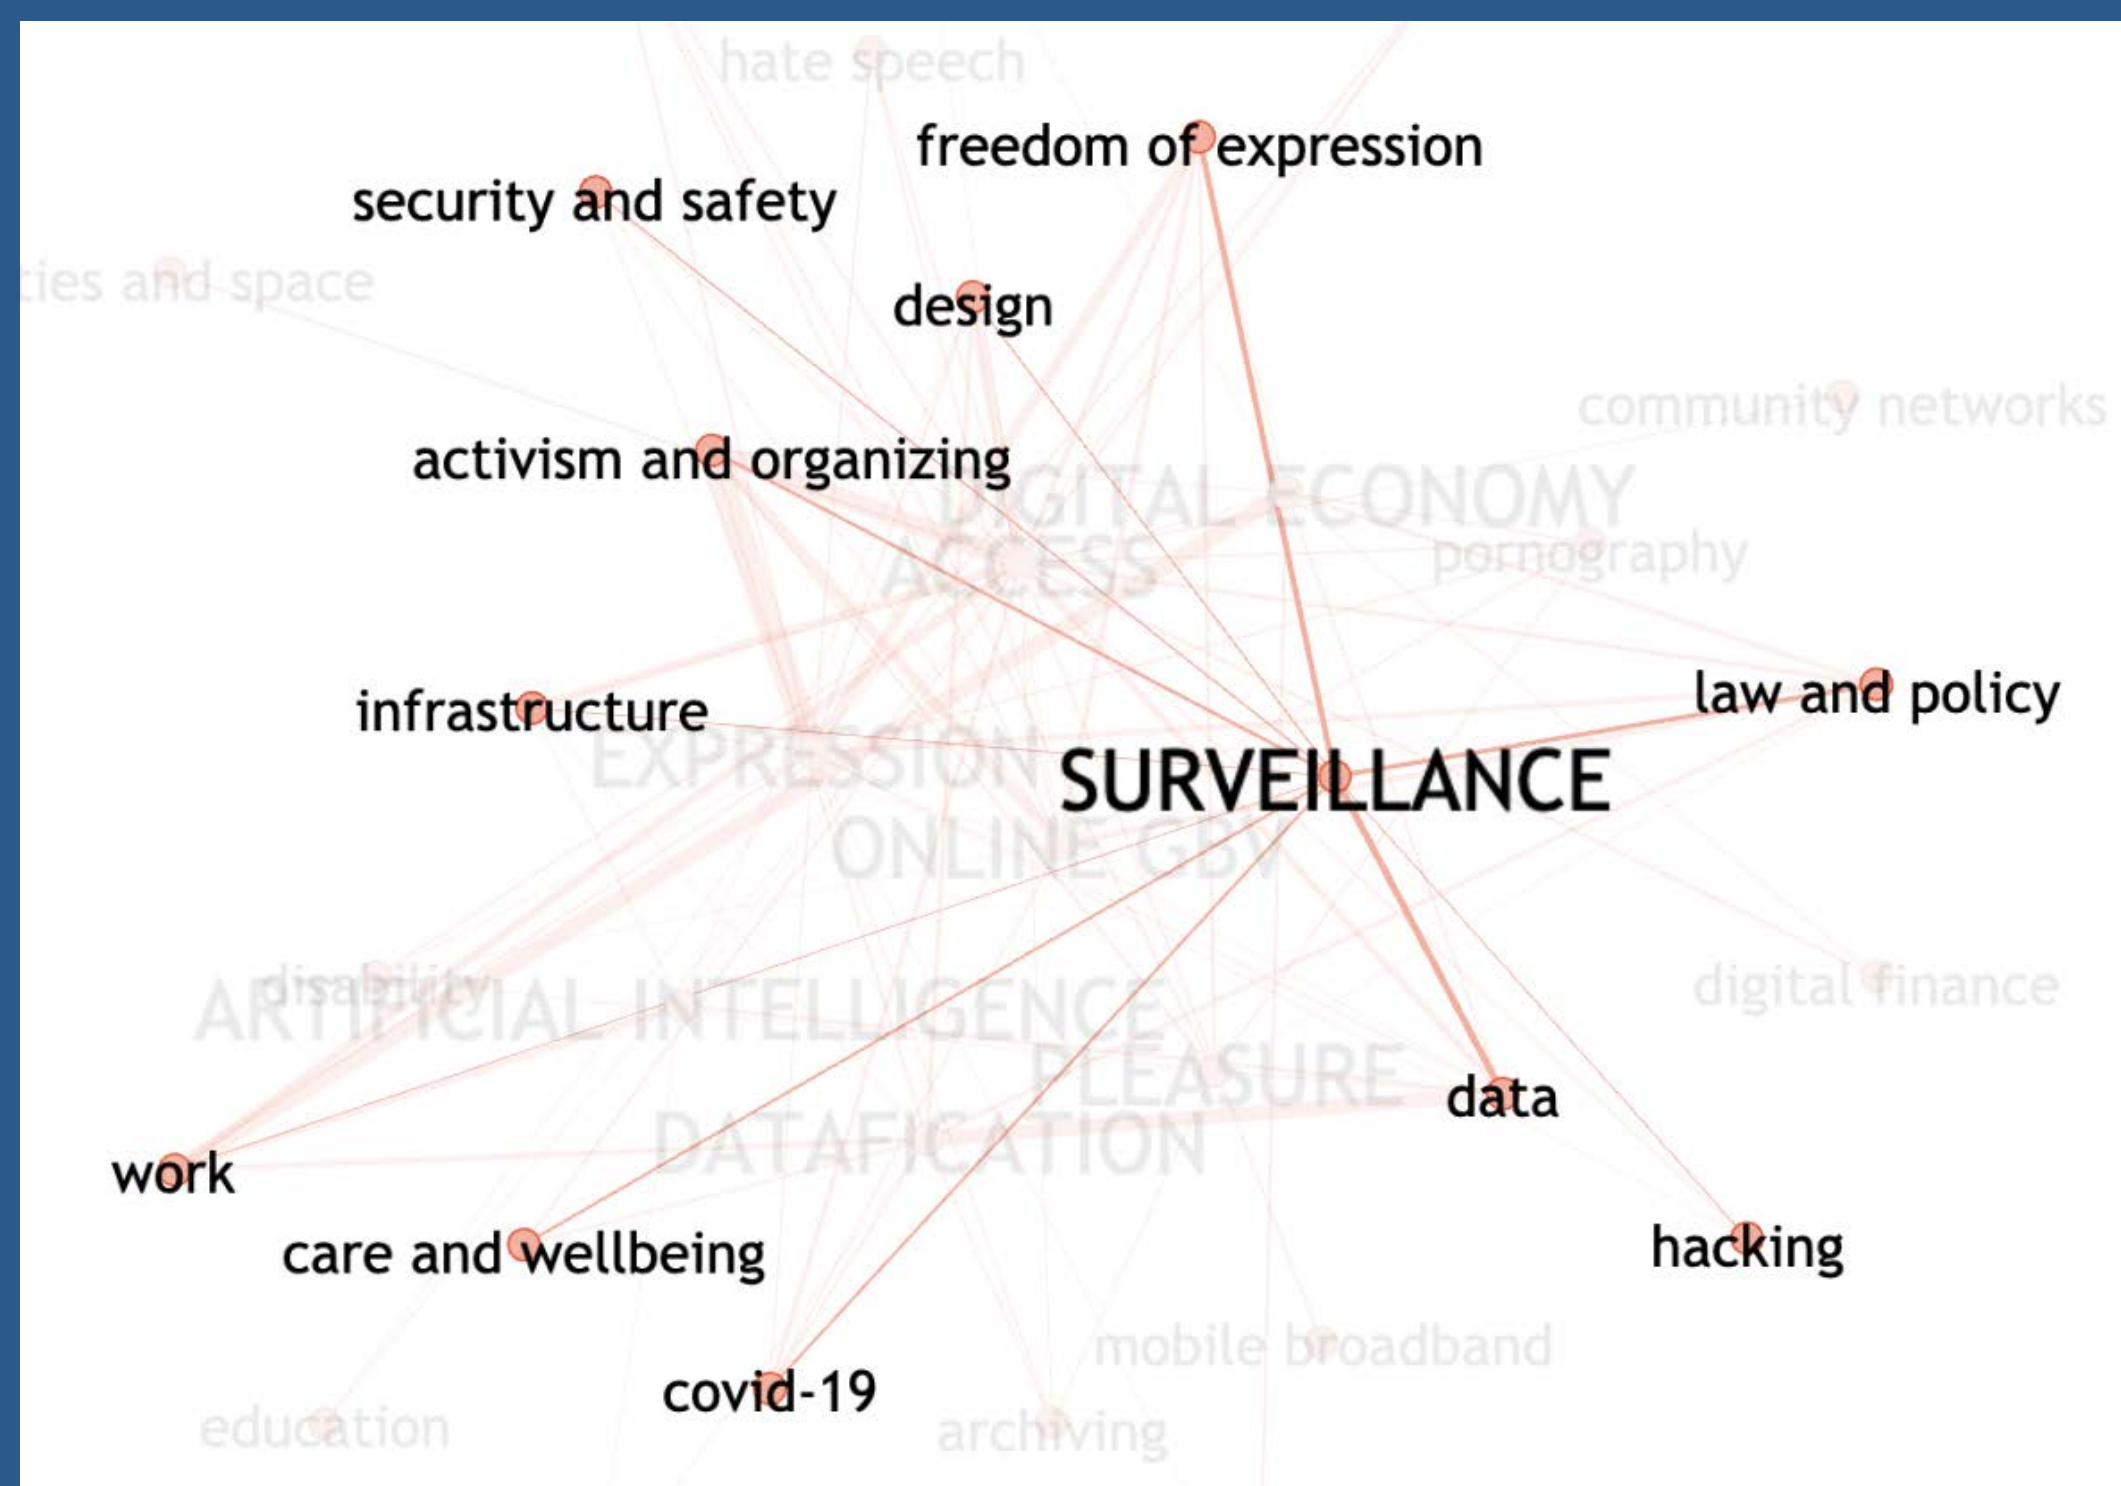 hate speech
freedom of expression
security and safety
ties and space
design
community networks
activism and organizing
DIGITAL ECONOMY
ACCESS
pornography
law and policy
infrastructure
EXPRESSION
SURVEILLANCE
ONLINE GBV
disability
ARTIFICIAL INTELLIGENCE
digital finance
PLEASURE
data
DATAFICATION
work
care and wellbeing
hacking
mobile broadband
covid-19
education
archiving